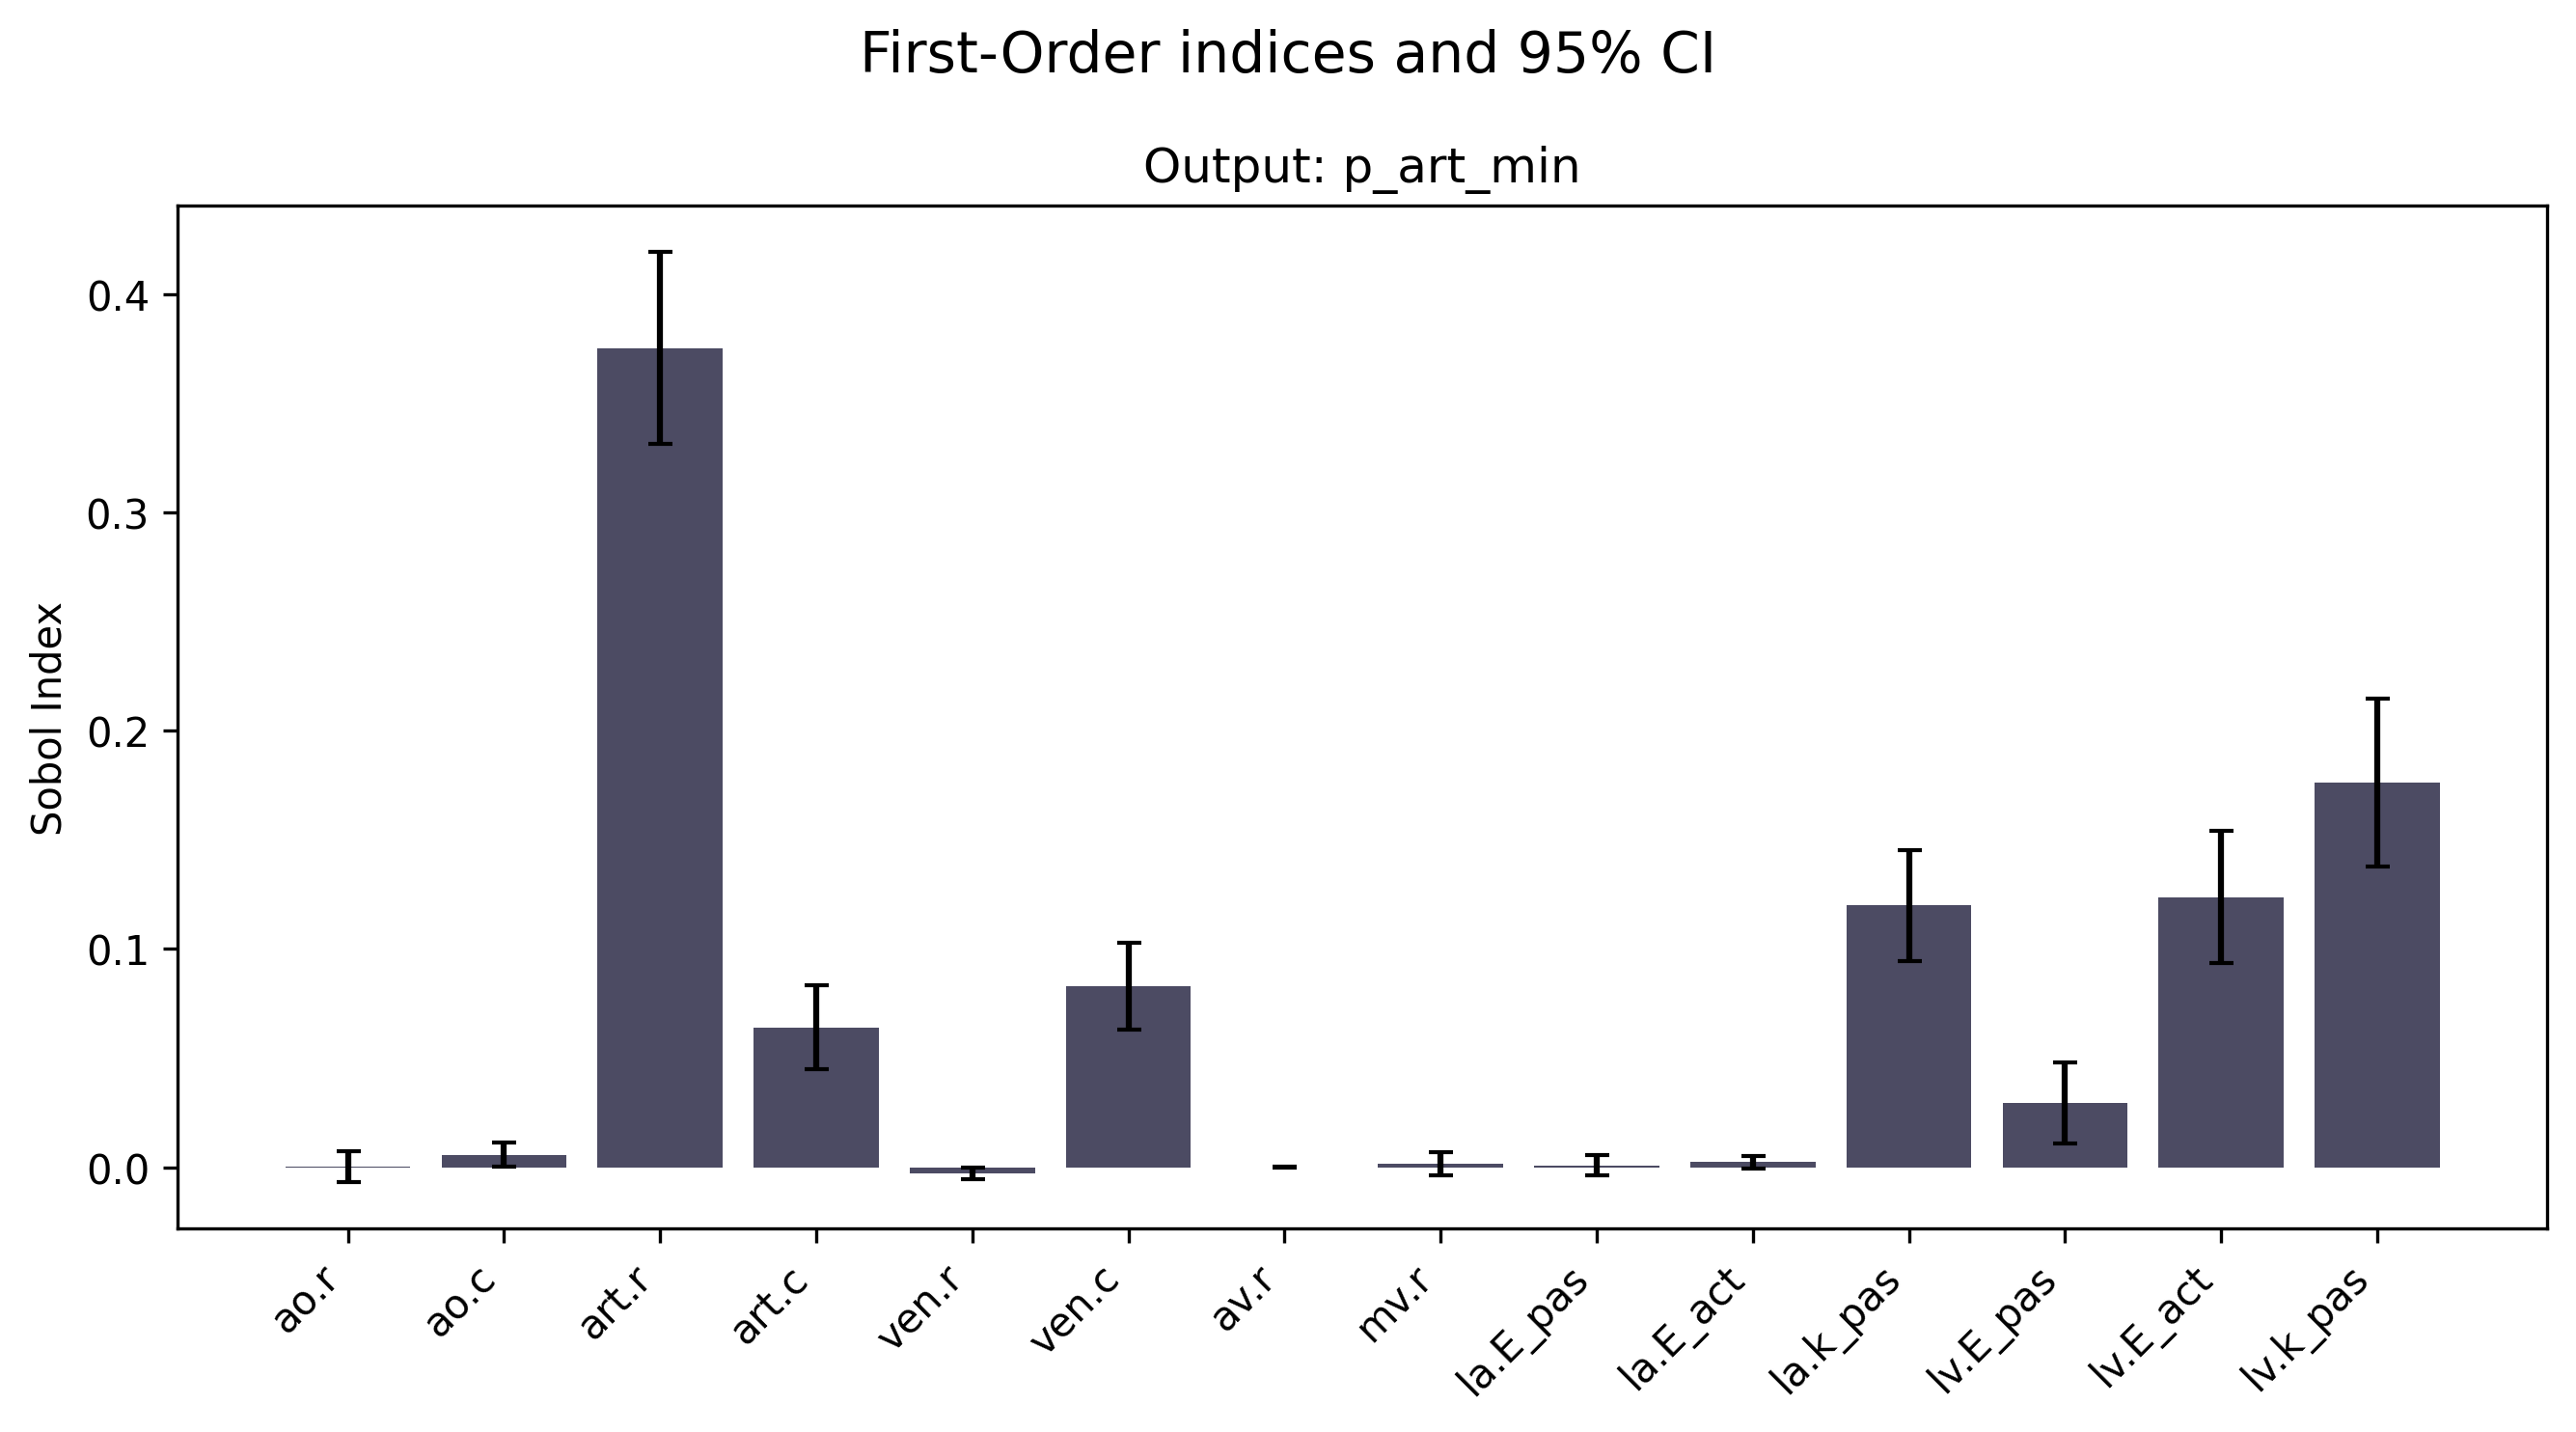 First-Order indices and 95% CI
Output: p_art_min
Sobol Index
0.4
0.3
0.2
0.1
0.0
ao.r
ao.c
art.r
art.c
ven.r
ven.c
av.r
mv.r
la.E_pas
la.E_act
la.k_pas
lv.E_pas
lv.E_act
lv.k_pas